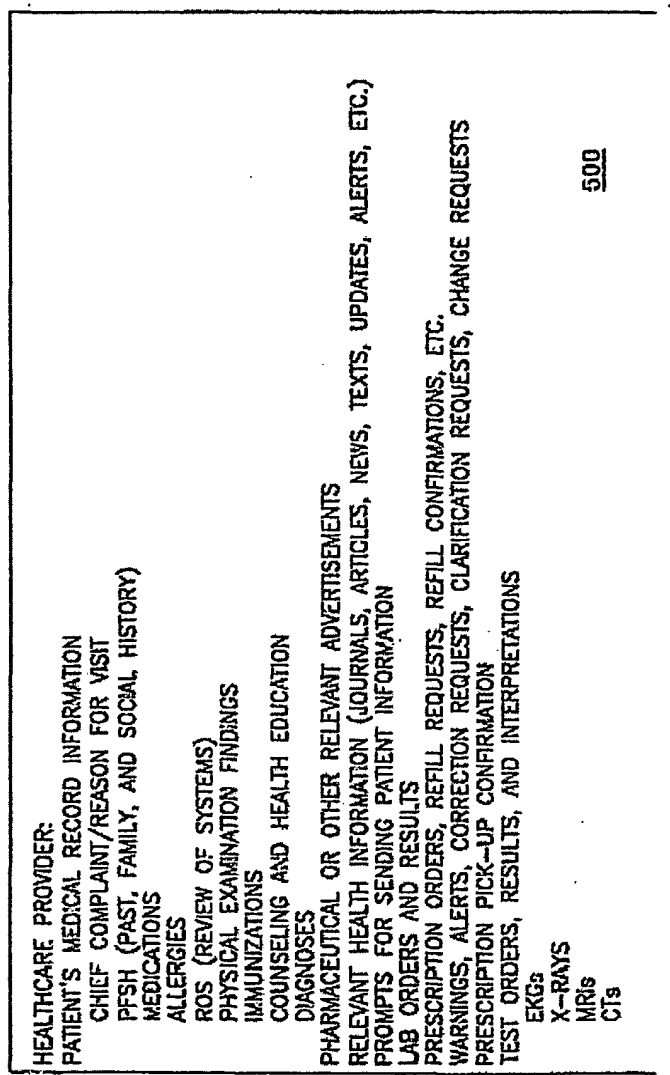 HEALTHCARE PROVIDER:
PATIENT'S MEDICAL RECORD INFORMATION
CHIEF COMPLAINT/REASON FOR VISIT
PFSH (PAST, FAMILY, AND SOCIAL HISTORY)
MEDICATIONS
ALLERGIES
ROS (REVIEW OF SYSTEMS)
PHYSICAL EXAMINATION FINDINGS
IMMUNIZATIONS
COUNSELING AND HEALTH EDUCATION
DIAGNOSES
PHARMACEUTICAL OR OTHER RELEVANT ADVERTISEMENTS
RELEVANT HEALTH INFORMATION (JOURNALS, ARTICLES, NEWS, TEXTS, UPDATES, ALERTS, ETC.)
PROMPTS FOR SENDING PATIENT INFORMATION
LAB ORDERS AND RESULTS
PRESCRIPTION ORDERS, REFILL REQUESTS, REFILL CONFIRMATIONS, ETC.
WARNINGS, ALERTS, CORRECTION REQUESTS, CLARIFICATION REQUESTS, CHANGE REQUESTS
PRESCRIPTION PICK-UP CONFIRMATION
TEST ORDERS, RESULTS, AND INTERPRETATIONS
EKGs
X-RAYS
MRIs
CTs
500